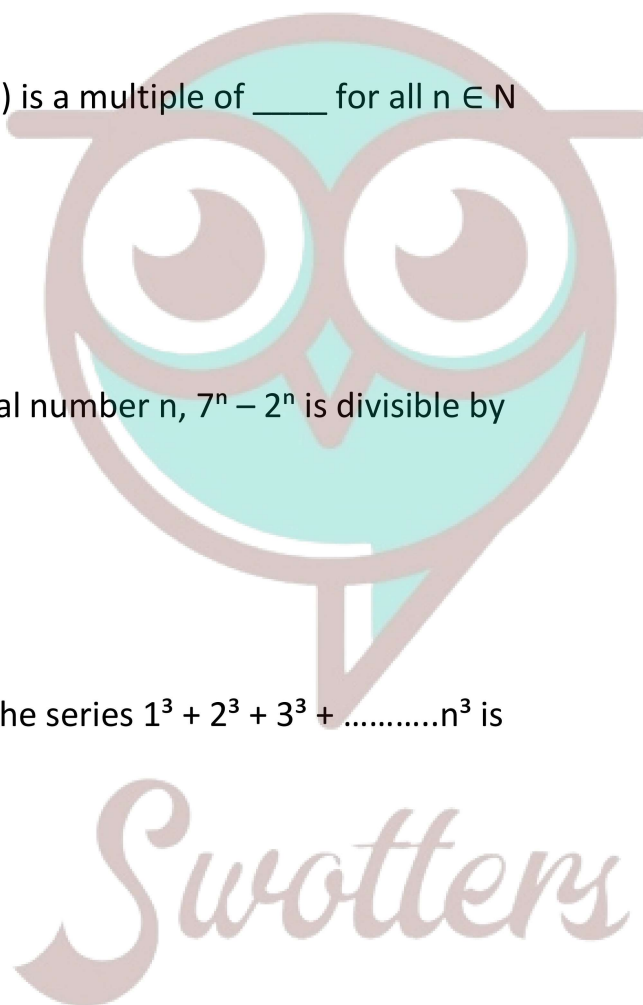 ) is a multiple of ____ for all n ∈ N
al number n, 7ⁿ – 2ⁿ is divisible by
he series 1³ + 2³ + 3³ + ...........n³ is
Swotters